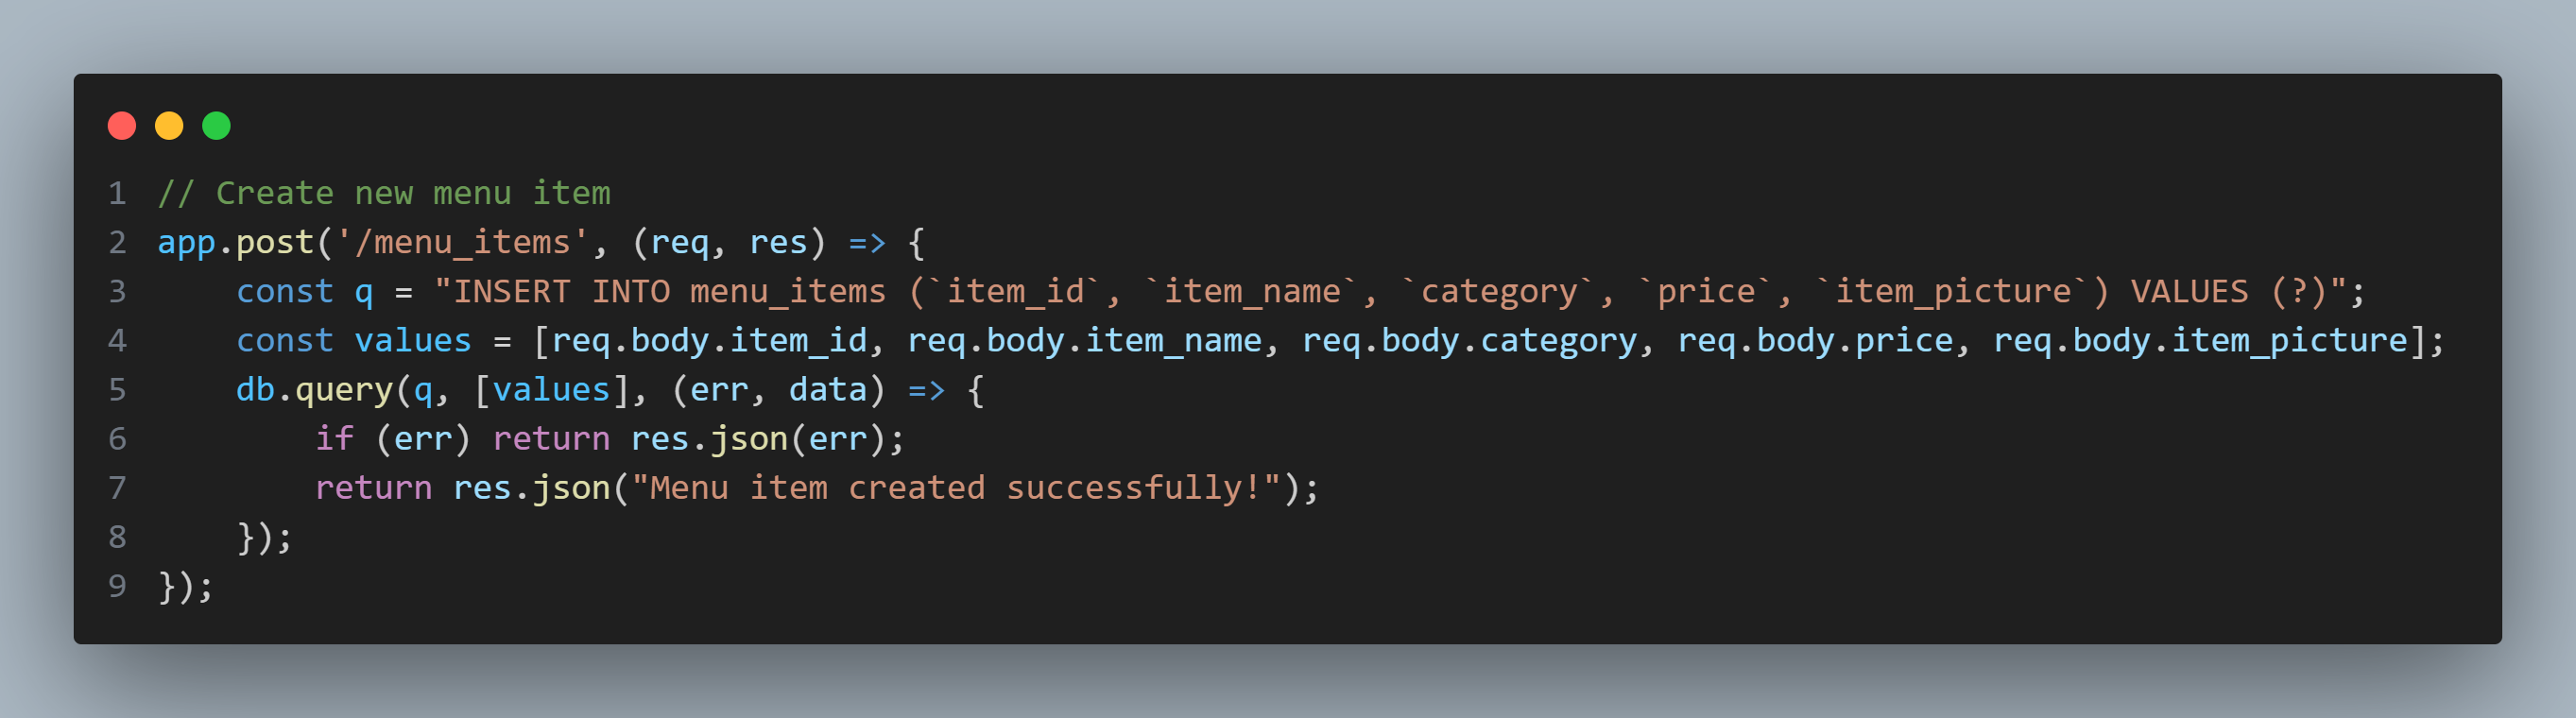 1 // Create new menu item
2 app.post('/menu_items', (req, res) => {
3     const q = "INSERT INTO menu_items (`item_id`, `item_name`, `category`, `price`, `item_picture`) VALUES (?)";
4     const values = [req.body.item_id, req.body.item_name, req.body.category, req.body.price, req.body.item_picture];
5     db.query(q, [values], (err, data) => {
6         if (err) return res.json(err);
7         return res.json("Menu item created successfully!");
8     });
9 });